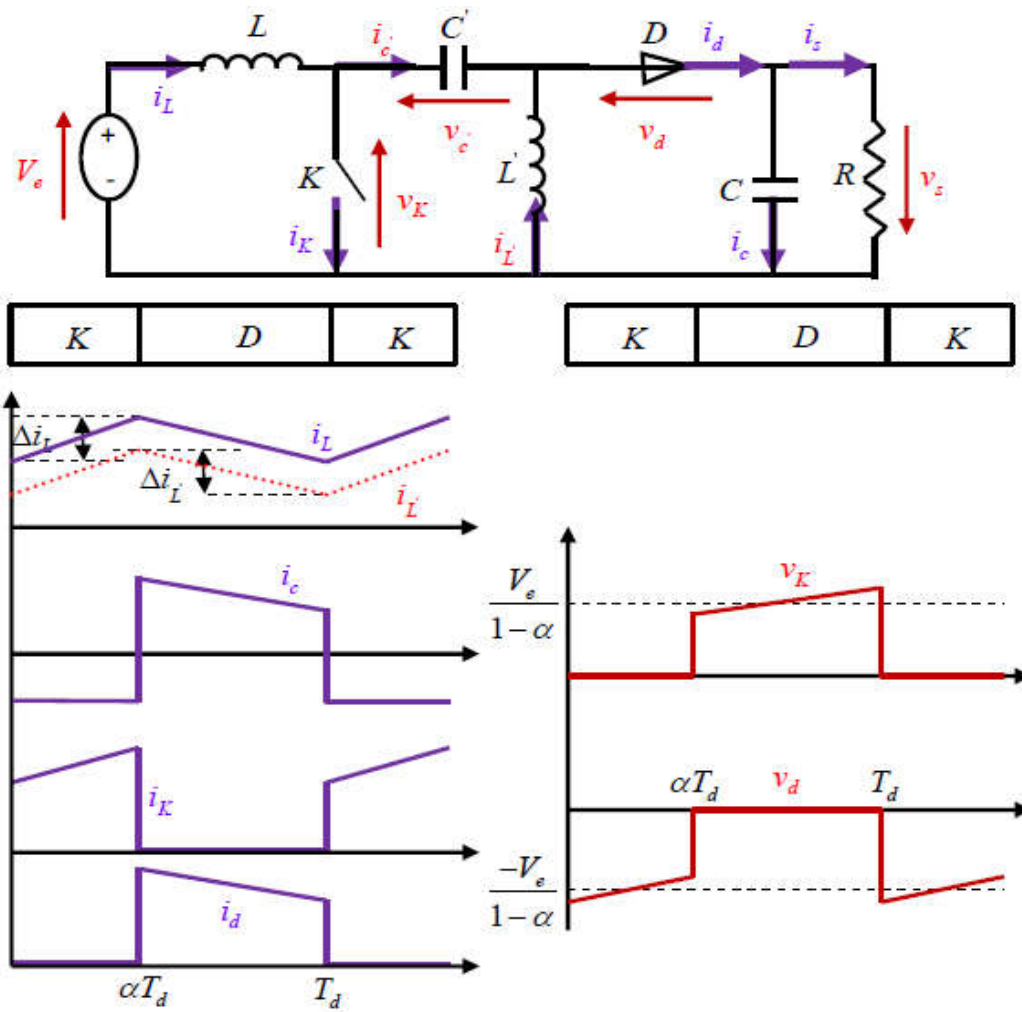 L i_c' C' D i_d i_s
i_L
V_e + - v_c' v_d
K v_K L' C R v_s
i_K i_L' i_c
K D K
K D K
Δi_L i_L
Δi_L' i_L'
i_c
V_e/(1-α) v_K
i_K
αT_d v_d T_d
-V_e/(1-α)
i_d
αT_d T_d